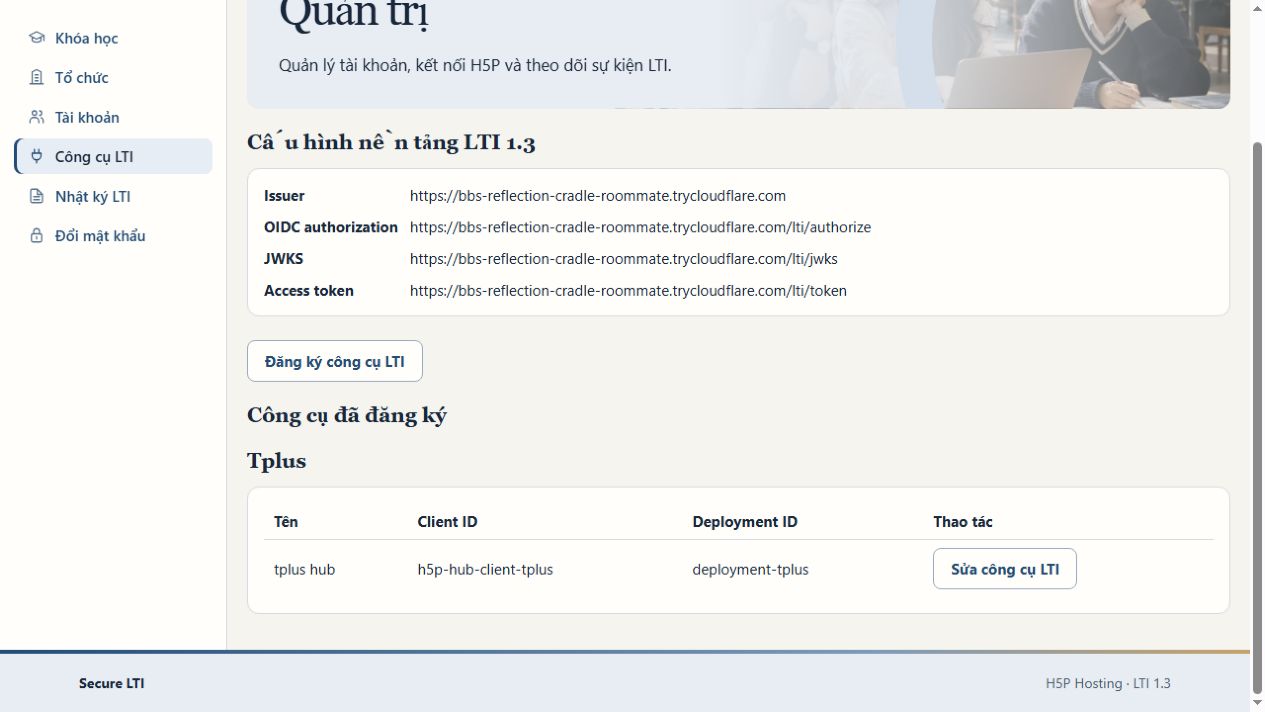 Khóa học
Tổ chức
Tài khoản
Công cụ LTI
Nhật ký LTI
Đổi mật khẩu
Quản trị
Quản lý tài khoản, kết nối H5P và theo dõi sự kiện LTI.
Cấu hình nền tảng LTI 1.3
Issuer https://bbs-reflection-cradle-roommate.trycloudflare.com
OIDC authorization https://bbs-reflection-cradle-roommate.trycloudflare.com/lti/authorize
JWKS https://bbs-reflection-cradle-roommate.trycloudflare.com/lti/jwks
Access token https://bbs-reflection-cradle-roommate.trycloudflare.com/lti/token
Đăng ký công cụ LTI
Công cụ đã đăng ký
Tplus
Tên Client ID Deployment ID Thao tác
tplus hub h5p-hub-client-tplus deployment-tplus Sửa công cụ LTI
Secure LTI H5P Hosting · LTI 1.3